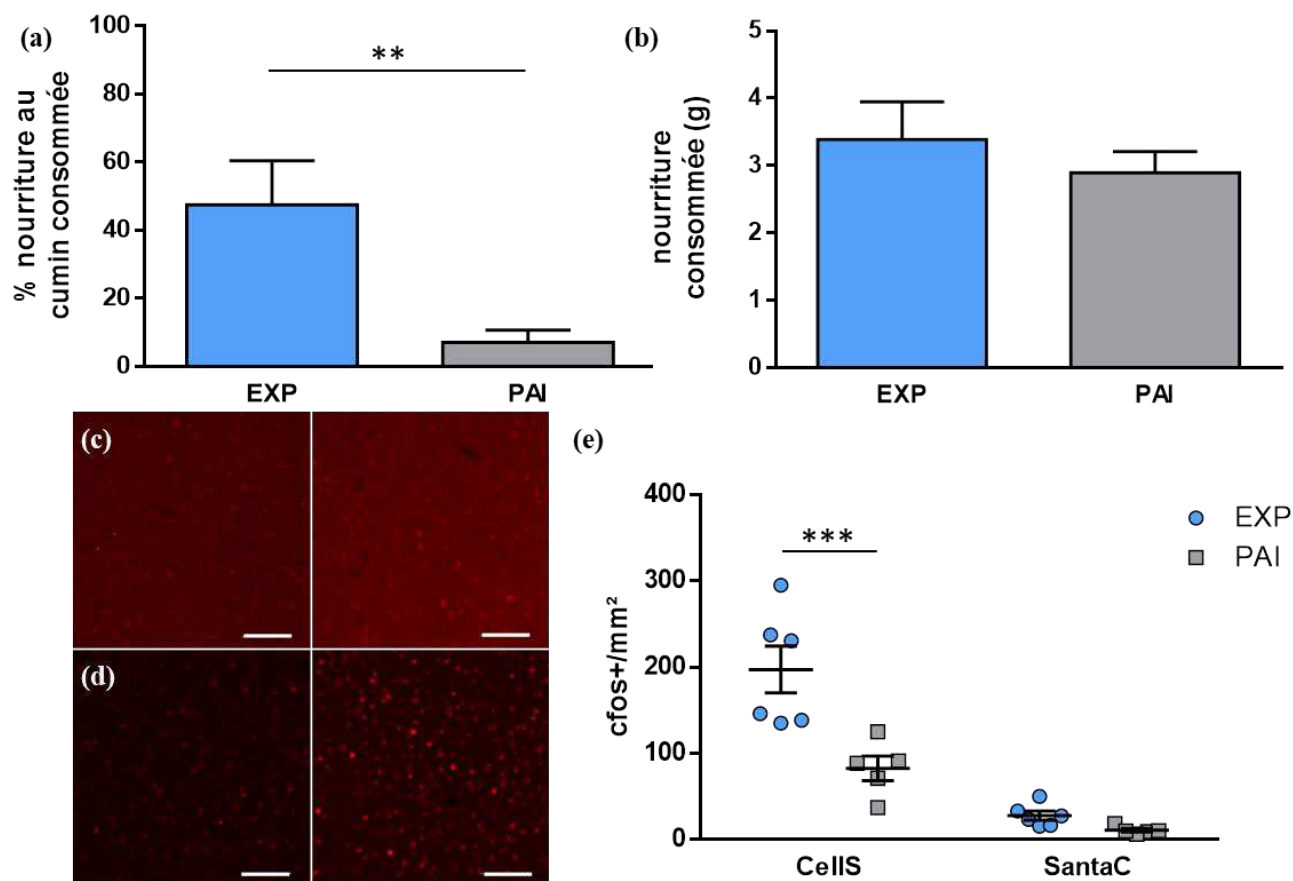 (a)
% nourriture au
cumin consommée
100
80
60
40
20
0
**
EXP
PAI
(b)
nourriture
consommée (g)
5
4
3
2
1
0
EXP
PAI
(c)
(d)
(e)
cfos+/mm²
400
300
200
100
0
***
EXP
PAI
CellS
SantaC